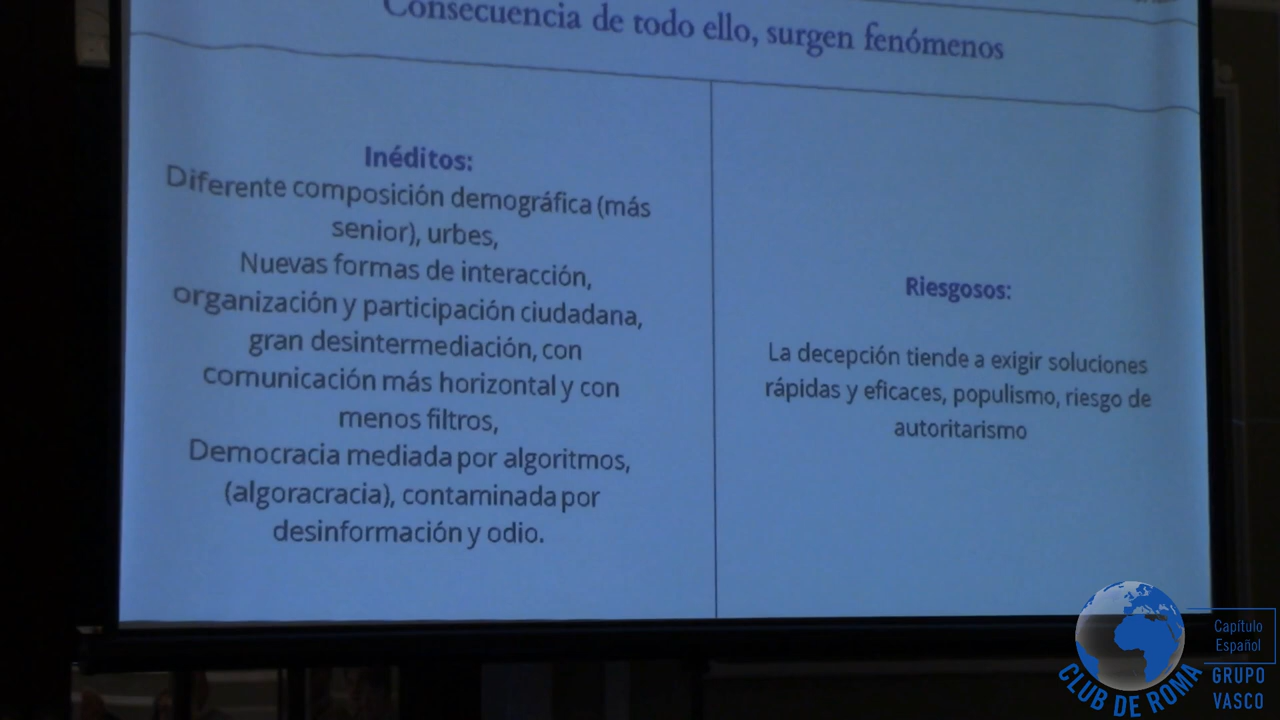 Consecuencia de todo ello, surgen fenómenos
Inéditos:
Diferente composición demográfica (más
senior), urbes,
Nuevas formas de interacción,
organización y participación ciudadana,
gran desintermediación, con
comunicación más horizontal y con
menos filtros,
Democracia mediada por algoritmos,
(algoracracia), contaminada por
desinformación y odio.
Riesgosos:
La decepción tiende a exigir soluciones
rápidas y eficaces, populismo, riesgo de
autoritarismo
Capítulo
Español
GRUPO
VASCO
CLUB DE ROMA